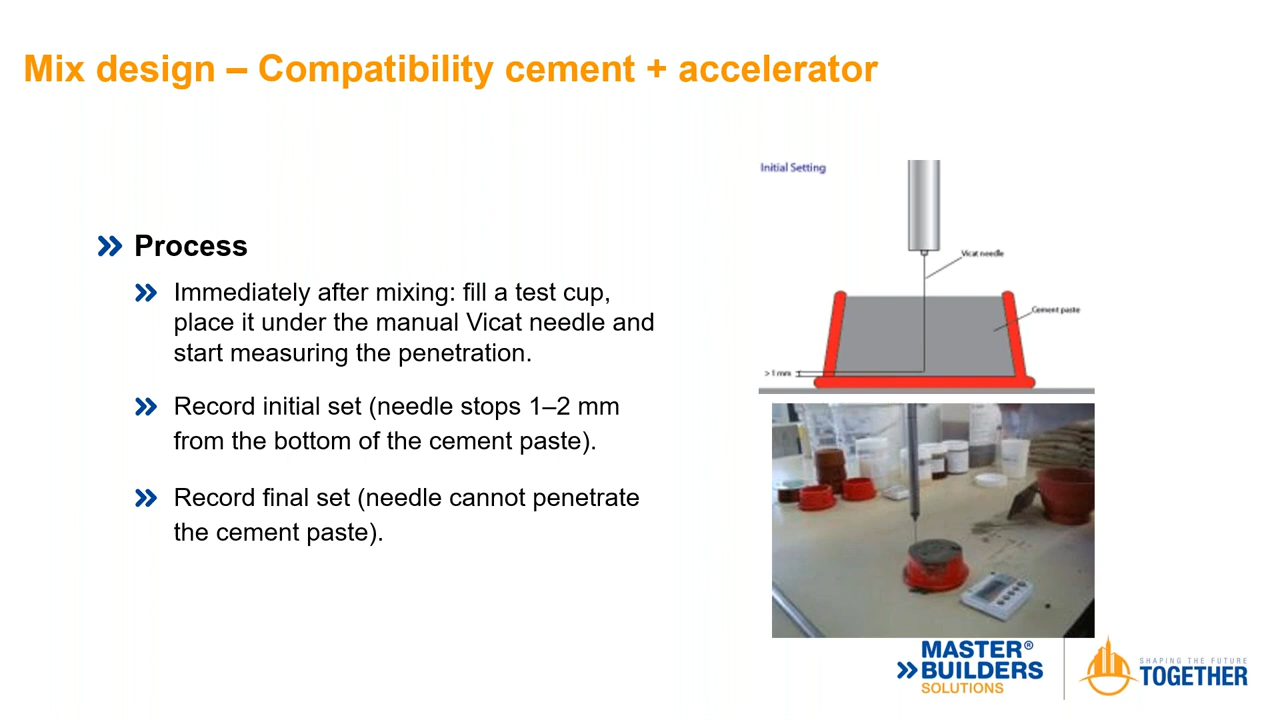 Mix design – Compatibility cement + accelerator
Initial Setting
Vicat needle
Cement paste
> 1 mm
Process
Immediately after mixing: fill a test cup,
place it under the manual Vicat needle and
start measuring the penetration.
Record initial set (needle stops 1–2 mm
from the bottom of the cement paste).
Record final set (needle cannot penetrate
the cement paste).
MASTER®
BUILDERS
SOLUTIONS
SHAPING THE FUTURE
TOGETHER